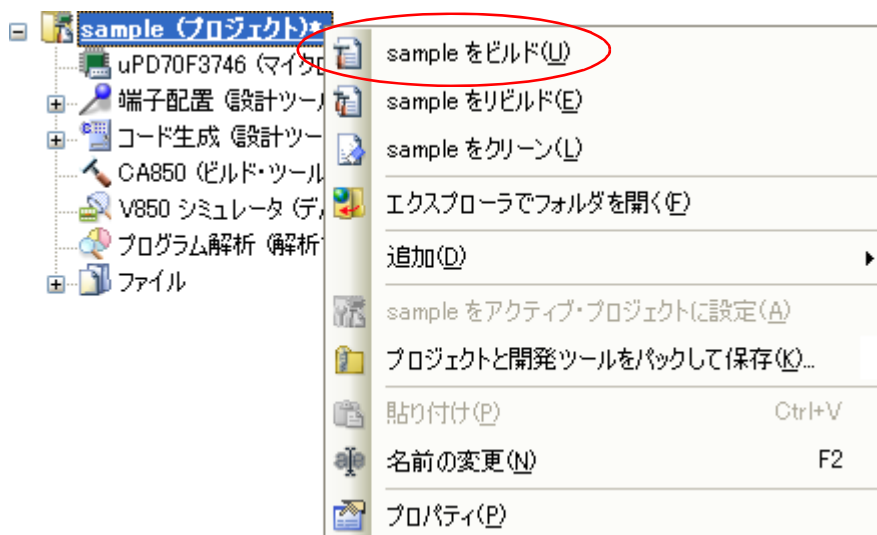 sample (プロジェクト)*
uPD70F3746 (マイクロ
端子配置 (設計ツール
コード生成 (設計ツー
CA850 (ビルド・ツール
V850 シミュレータ (デ
プログラム解析 (解析
ファイル
sample をビルド(U)
sample をリビルド(E)
sample をクリーン(L)
エクスプローラでフォルダを開く(F)
追加(D)
sample をアクティブ・プロジェクトに設定(A)
プロジェクトと開発ツールをパックして保存(K)...
貼り付け(P) Ctrl+V
名前の変更(N) F2
プロパティ(P)